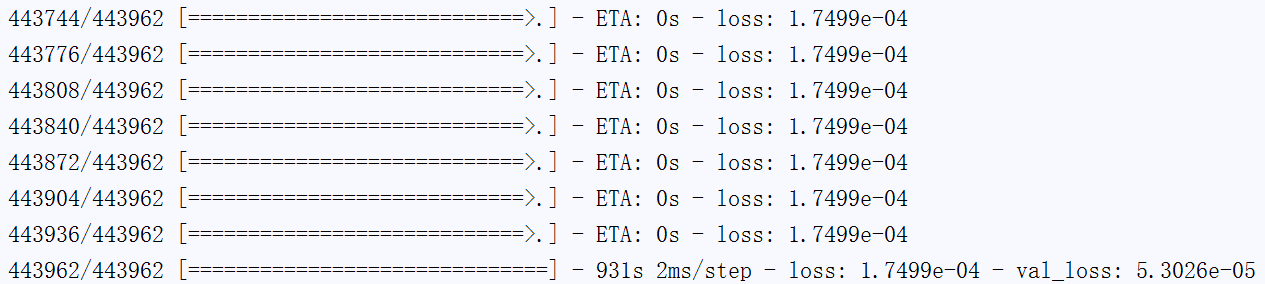 443744/443962 [============================>.] - ETA: 0s - loss: 1.7499e-04
443776/443962 [============================>.] - ETA: 0s - loss: 1.7499e-04
443808/443962 [============================>.] - ETA: 0s - loss: 1.7499e-04
443840/443962 [============================>.] - ETA: 0s - loss: 1.7499e-04
443872/443962 [============================>.] - ETA: 0s - loss: 1.7499e-04
443904/443962 [============================>.] - ETA: 0s - loss: 1.7499e-04
443936/443962 [============================>.] - ETA: 0s - loss: 1.7499e-04
443962/443962 [==============================] - 931s 2ms/step - loss: 1.7499e-04 - val_loss: 5.3026e-05